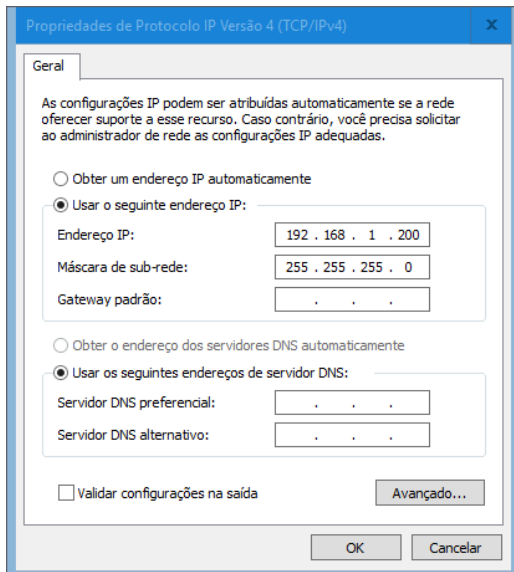 Propriedades de Protocolo IP Versão 4 (TCP/IPv4)
X
Geral
As configurações IP podem ser atribuídas automaticamente se a rede
oferecer suporte a esse recurso. Caso contrário, você precisa solicitar
ao administrador de rede as configurações IP adequadas.
Obter um endereço IP automaticamente
Usar o seguinte endereço IP:
Endereço IP: 192 . 168 . 1 . 200
Máscara de sub-rede: 255 . 255 . 255 . 0
Gateway padrão: . . .
Obter o endereço dos servidores DNS automaticamente
Usar os seguintes endereços de servidor DNS:
Servidor DNS preferencial: . . .
Servidor DNS alternativo: . . .
Validar configurações na saída
Avançado...
OK Cancelar